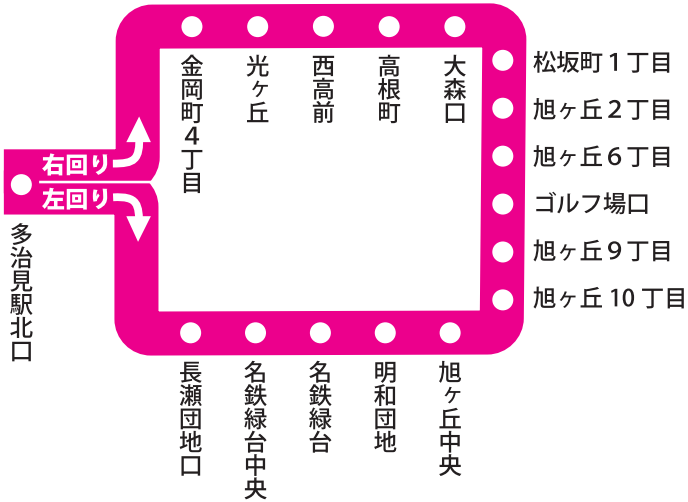 金岡町４丁目
光ヶ丘
西高前
高根町
大森口
松坂町１丁目
旭ヶ丘２丁目
旭ヶ丘６丁目
ゴルフ場口
旭ヶ丘９丁目
旭ヶ丘 10 丁目
右回り
左回り
多治見駅北口
長瀬団地口
名鉄緑台中央
名鉄緑台
明和団地
旭ヶ丘中央